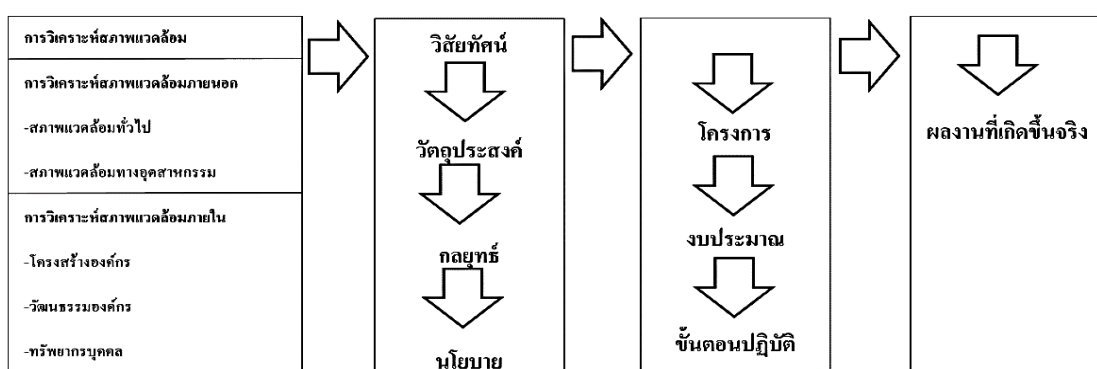 การวิเคราะห์สภาพแวดล้อม
การวิเคราะห์สภาพแวดล้อมภายนอก
-สภาพแวดล้อมทั่วไป
-สภาพแวดล้อมทางอุตสาหกรรม
การวิเคราะห์สภาพแวดล้อมภายใน
-โครงสร้างองค์กร
-วัฒนธรรมองค์กร
-ทรัพยากรบุคคล
วิสัยทัศน์
วัตถุประสงค์
กลยุทธ์
นโยบาย
โครงการ
งบประมาณ
ขั้นตอนปฏิบัติ
ผลงานที่เกิดขึ้นจริง